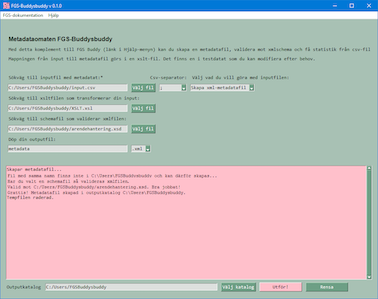 FGS-Buddysbuddy v 0.1.0
FGS-dokumentation Hjälp
Metadataomaten FGS-Buddysbuddy
Med detta komplement till FGS Buddy (länk i Hjälp-menyn) kan du skapa en metadatafil, validera mot xmlschema och få statistik från csv-fil
Mappningen från input till metadatafil görs i en xslt-fil. Det finns en i testdatat som du kan modifiera efter behov.
Sökväg till inputfil med metadata:* Csv-separator: Välj vad du vill göra med inputfilen:
C:/Users/FGSBuddysbuddy/input.csv Välj fil ; Skapa xml-metadatafil
Sökväg till xsltfilen som transformerar din input:
C:/Users/FGSBuddysbuddy/XSLT.xsl Välj fil
Sökväg till schemafil som validerar xmlfilen:
C:/Users/FGSBuddysbuddy/arendehantering.xsd Välj fil
Döp din outputfil:
metadata .xml
Skapar metadatafil...
Fil med samma namn finns inte i C:\Users\FGSBuddysbuddy och kan därför skapas...
Har du valt en schemafil så valideras xmlfilen.
Valid mot C:/Users/FGSBuddysbuddy/arendehantering.xsd. Bra jobbat!
Grattis! Metadatafil skapad i outputkatalog C:\Users/FGSBuddysbuddy.
Tempfilen raderad.
Outputkatalog C:/Users/FGSBuddysbuddy Välj katalog Utför! Rensa